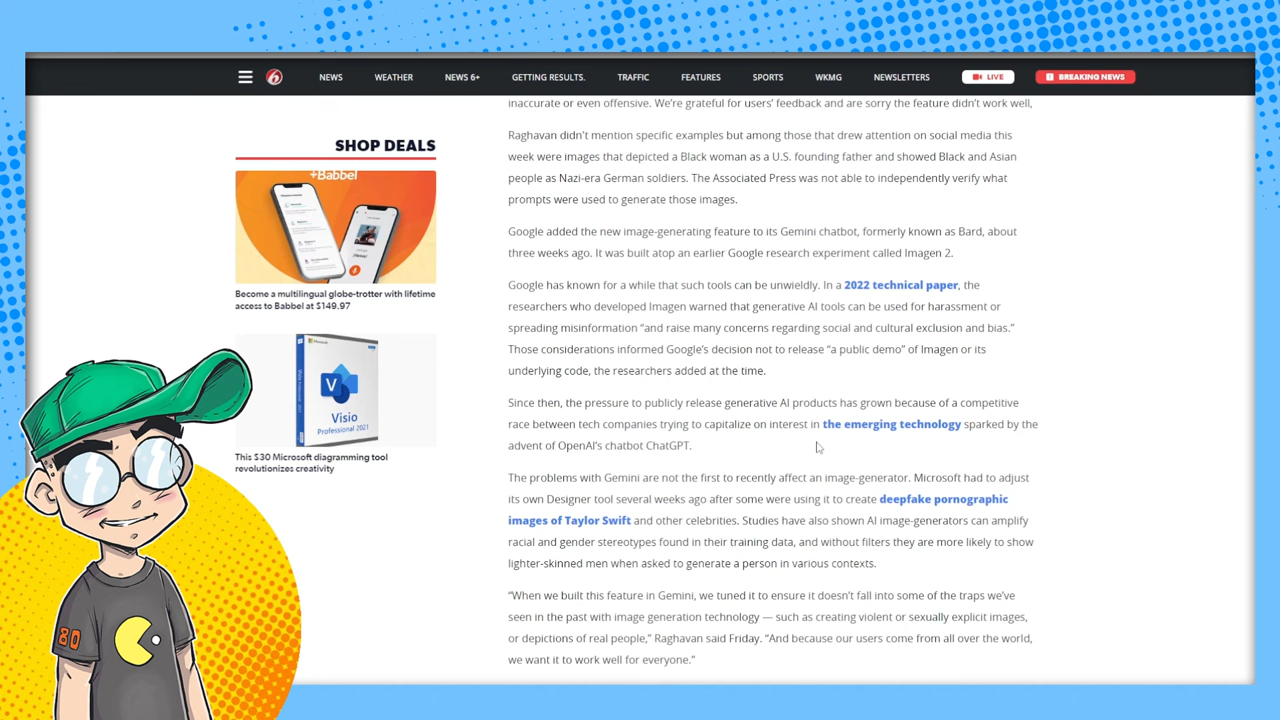 6
NEWS
WEATHER
NEWS 6+
GETTING RESULTS.
TRAFFIC
FEATURES
SPORTS
WKMG
NEWSLETTERS
LIVE
BREAKING NEWS
SHOP DEALS
+Babbel
Become a multilingual globe-trotter with lifetime
access to Babbel at $149.97
Microsoft
Visio
Professional 2021
This $30 Microsoft diagramming tool
revolutionizes creativity
inaccurate or even offensive. We’re grateful for users’ feedback and are sorry the feature didn’t work well,
Raghavan didn't mention specific examples but among those that drew attention on social media this
week were images that depicted a Black woman as a U.S. founding father and showed Black and Asian
people as Nazi-era German soldiers. The Associated Press was not able to independently verify what
prompts were used to generate those images.
Google added the new image-generating feature to its Gemini chatbot, formerly known as Bard, about
three weeks ago. It was built atop an earlier Google research experiment called Imagen 2.
Google has known for a while that such tools can be unwieldly. In a 2022 technical paper, the
researchers who developed Imagen warned that generative AI tools can be used for harassment or
spreading misinformation “and raise many concerns regarding social and cultural exclusion and bias.”
Those considerations informed Google’s decision not to release “a public demo” of Imagen or its
underlying code, the researchers added at the time.
Since then, the pressure to publicly release generative AI products has grown because of a competitive
race between tech companies trying to capitalize on interest in the emerging technology sparked by the
advent of OpenAI’s chatbot ChatGPT.
The problems with Gemini are not the first to recently affect an image-generator. Microsoft had to adjust
its own Designer tool several weeks ago after some were using it to create deepfake pornographic
images of Taylor Swift and other celebrities. Studies have also shown AI image-generators can amplify
racial and gender stereotypes found in their training data, and without filters they are more likely to show
lighter-skinned men when asked to generate a person in various contexts.
“When we built this feature in Gemini, we tuned it to ensure it doesn’t fall into some of the traps we’ve
seen in the past with image generation technology — such as creating violent or sexually explicit images,
or depictions of real people,” Raghavan said Friday. “And because our users come from all over the world,
we want it to work well for everyone.”
80